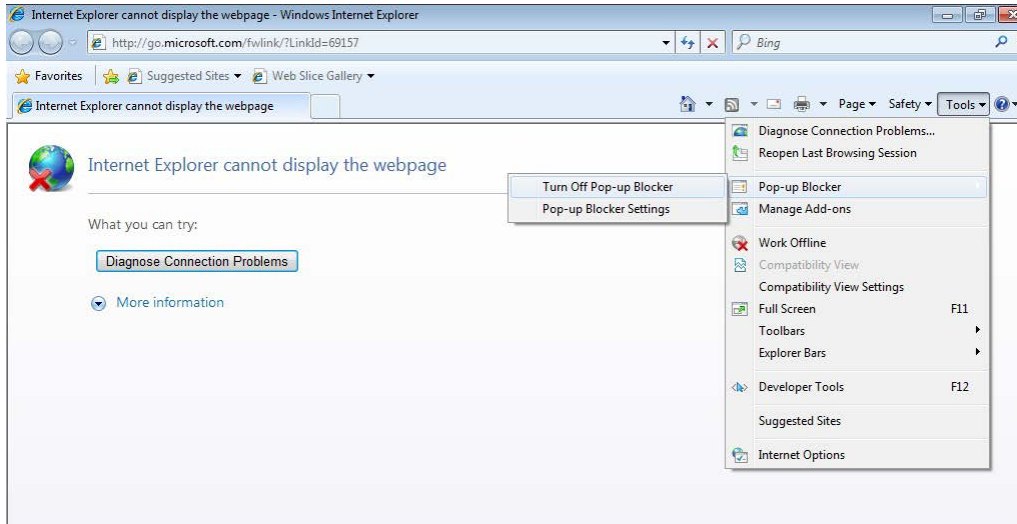 Internet Explorer cannot display the webpage - Windows Internet Explorer
http://go.microsoft.com/fwlink/?LinkId=69157
Bing
Favorites Suggested Sites Web Slice Gallery
Internet Explorer cannot display the webpage
Page Safety Tools
Internet Explorer cannot display the webpage
What you can try:
Diagnose Connection Problems
More information
Diagnose Connection Problems...
Reopen Last Browsing Session
Pop-up Blocker
Turn Off Pop-up Blocker
Pop-up Blocker Settings
Manage Add-ons
Work Offline
Compatibility View
Compatibility View Settings
Full Screen F11
Toolbars
Explorer Bars
Developer Tools F12
Suggested Sites
Internet Options